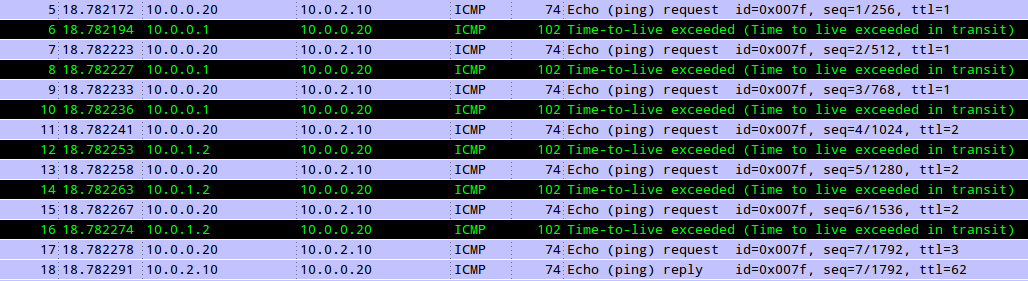 5 18.782172 10.0.0.20 10.0.2.10 ICMP 74 Echo (ping) request id=0x007f, seq=1/256, ttl=1
6 18.782194 10.0.0.1 10.0.0.20 ICMP 102 Time-to-live exceeded (Time to live exceeded in transit)
7 18.782223 10.0.0.20 10.0.2.10 ICMP 74 Echo (ping) request id=0x007f, seq=2/512, ttl=1
8 18.782227 10.0.0.1 10.0.0.20 ICMP 102 Time-to-live exceeded (Time to live exceeded in transit)
9 18.782233 10.0.0.20 10.0.2.10 ICMP 74 Echo (ping) request id=0x007f, seq=3/768, ttl=1
10 18.782236 10.0.0.1 10.0.0.20 ICMP 102 Time-to-live exceeded (Time to live exceeded in transit)
11 18.782241 10.0.0.20 10.0.2.10 ICMP 74 Echo (ping) request id=0x007f, seq=4/1024, ttl=2
12 18.782253 10.0.1.2 10.0.0.20 ICMP 102 Time-to-live exceeded (Time to live exceeded in transit)
13 18.782258 10.0.0.20 10.0.2.10 ICMP 74 Echo (ping) request id=0x007f, seq=5/1280, ttl=2
14 18.782263 10.0.1.2 10.0.0.20 ICMP 102 Time-to-live exceeded (Time to live exceeded in transit)
15 18.782267 10.0.0.20 10.0.2.10 ICMP 74 Echo (ping) request id=0x007f, seq=6/1536, ttl=2
16 18.782274 10.0.1.2 10.0.0.20 ICMP 102 Time-to-live exceeded (Time to live exceeded in transit)
17 18.782278 10.0.0.20 10.0.2.10 ICMP 74 Echo (ping) request id=0x007f, seq=7/1792, ttl=3
18 18.782291 10.0.2.10 10.0.0.20 ICMP 74 Echo (ping) reply id=0x007f, seq=7/1792, ttl=62